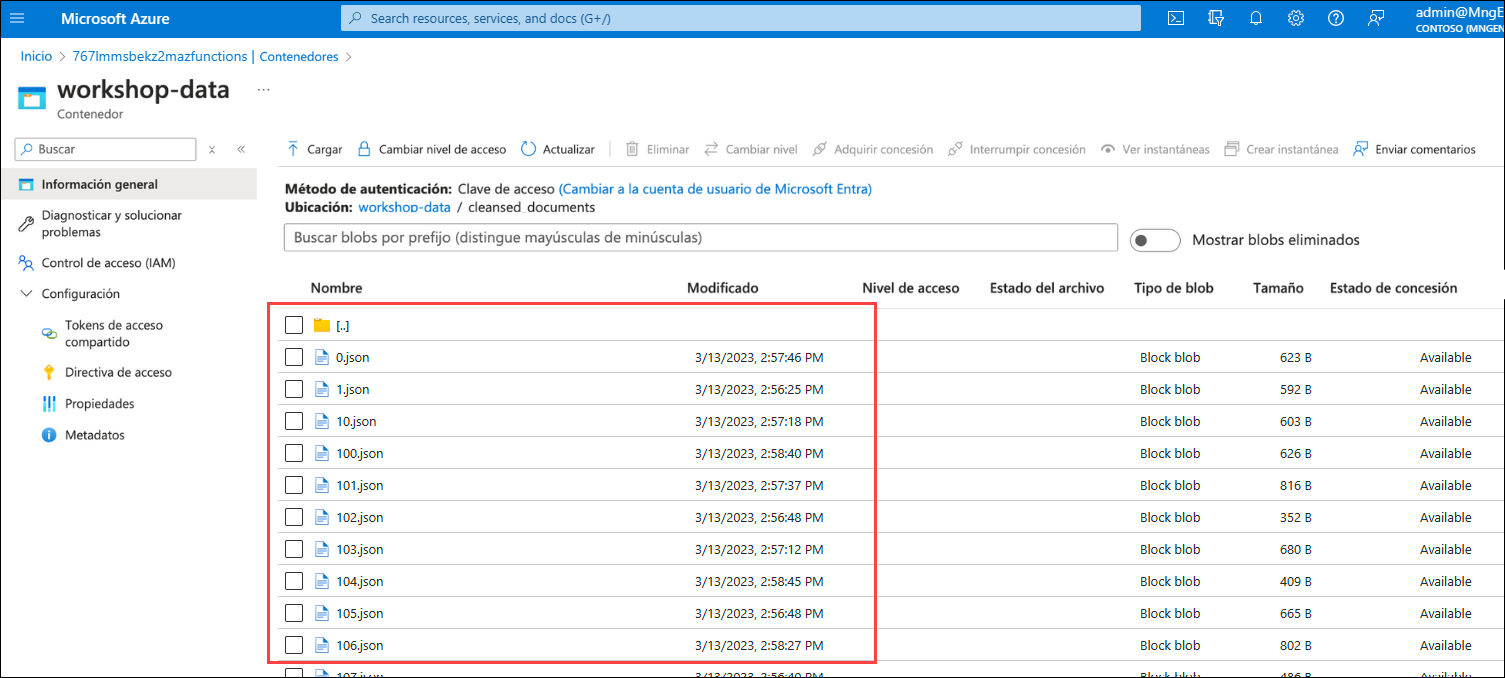 Microsoft Azure
Search resources, services, and docs (G+/)
admin@MngE
CONTOSO (MNGEN
Inicio > 767lmmsbekz2mazfunctions | Contenedores >
workshop-data ...
Contenedor
Buscar
Cargar Cambiar nivel de acceso Actualizar Eliminar Cambiar nivel Adquirir concesión Interrumpir concesión Ver instantáneas Crear instantánea Enviar comentarios
Información general
Diagnosticar y solucionar
problemas
Control de acceso (IAM)
Configuración
Tokens de acceso
compartido
Directiva de acceso
Propiedades
Metadatos
Método de autenticación: Clave de acceso (Cambiar a la cuenta de usuario de Microsoft Entra)
Ubicación: workshop-data / cleansed_documents
Buscar blobs por prefijo (distingue mayúsculas de minúsculas)
Mostrar blobs eliminados
Nombre Modificado Nivel de acceso Estado del archivo Tipo de blob Tamaño Estado de concesión
[..]
0.json 3/13/2023, 2:57:46 PM Block blob 623 B Available
1.json 3/13/2023, 2:56:25 PM Block blob 592 B Available
10.json 3/13/2023, 2:57:18 PM Block blob 603 B Available
100.json 3/13/2023, 2:58:40 PM Block blob 626 B Available
101.json 3/13/2023, 2:57:37 PM Block blob 816 B Available
102.json 3/13/2023, 2:56:48 PM Block blob 352 B Available
103.json 3/13/2023, 2:57:12 PM Block blob 680 B Available
104.json 3/13/2023, 2:58:45 PM Block blob 409 B Available
105.json 3/13/2023, 2:56:48 PM Block blob 665 B Available
106.json 3/13/2023, 2:58:27 PM Block blob 802 B Available